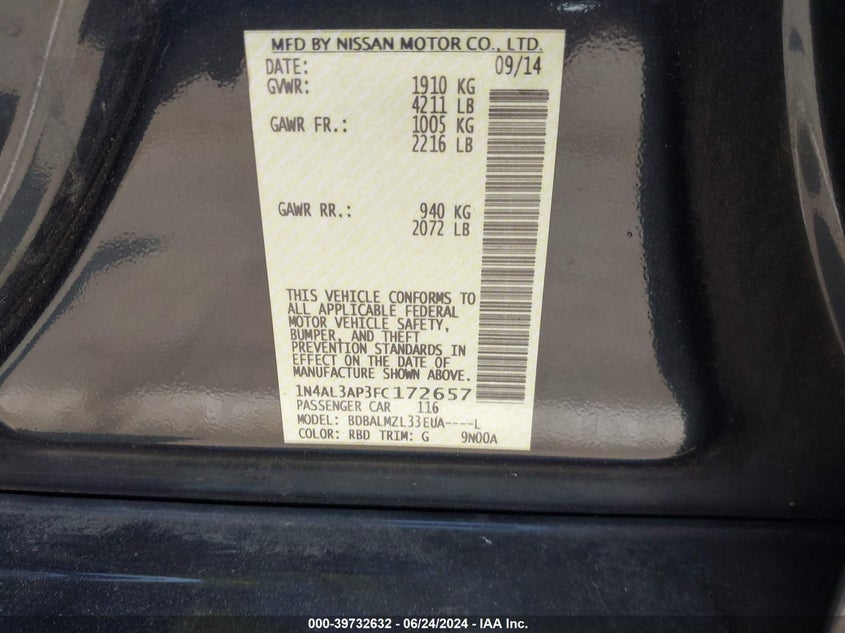 MFD BY NISSAN MOTOR CO., LTD.
DATE: 09/14
GVWR: 1910 KG
4211 LB
GAWR FR.: 1005 KG
2216 LB
GAWR RR.: 940 KG
2072 LB
THIS VEHICLE CONFORMS TO
ALL APPLICABLE FEDERAL
MOTOR VEHICLE SAFETY,
BUMPER, AND THEFT
PREVENTION STANDARDS IN
EFFECT ON THE DATE OF
MANUFACTURE SHOWN ABOVE.
1N4AL3AP3FC172657
PASSENGER CAR 116
MODEL: BDBALMZL33EUA----L
COLOR: RBD TRIM: G 9N00A
000-39732632 - 06/24/2024 - IAA Inc.